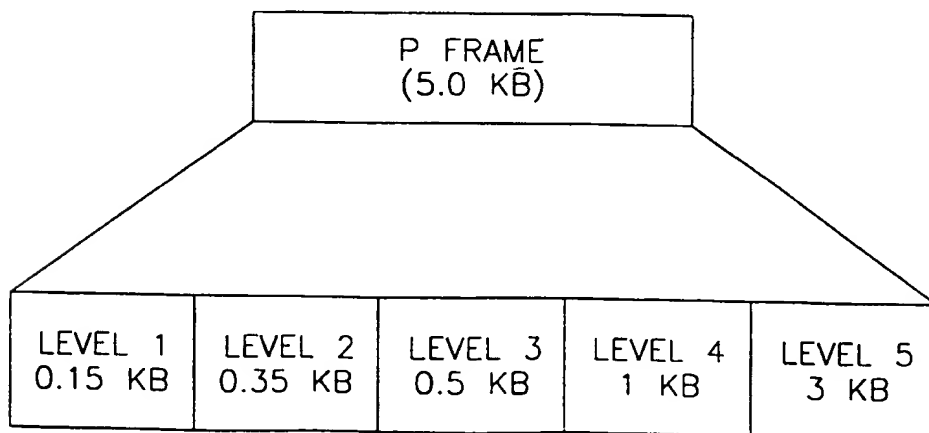 P FRAME
(5.0 KB)
LEVEL 1
0.15 KB
LEVEL 2
0.35 KB
LEVEL 3
0.5 KB
LEVEL 4
1 KB
LEVEL 5
3 KB